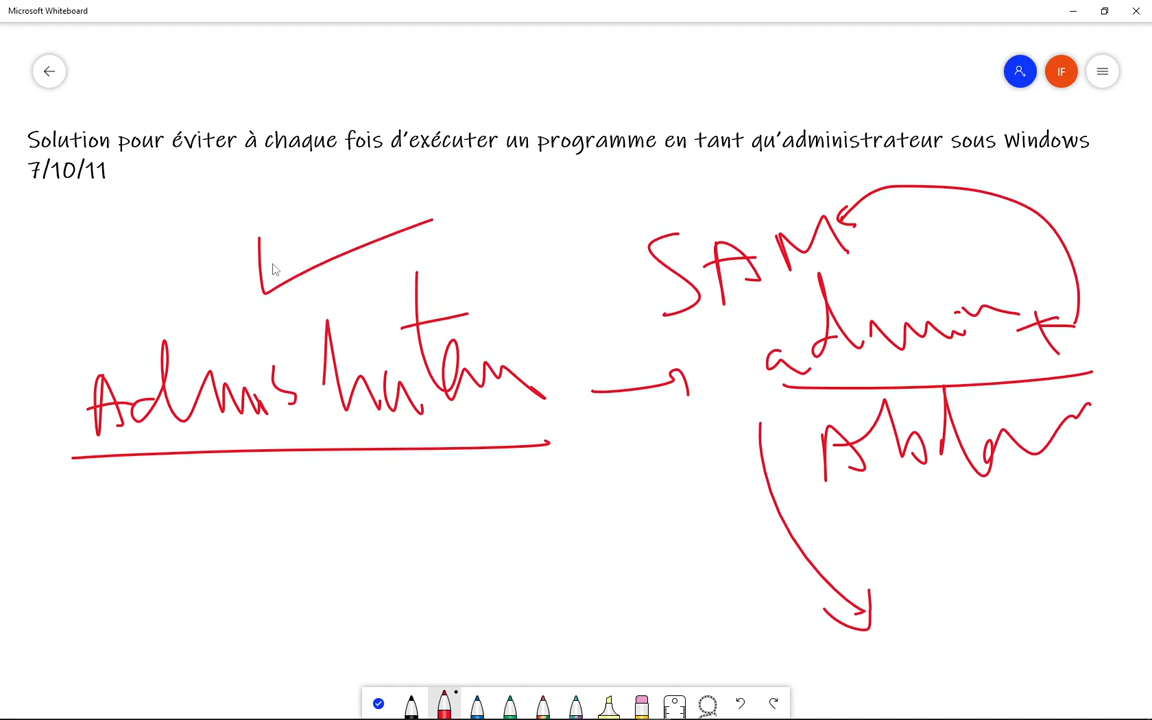 Microsoft Whiteboard
IF
Solution pour éviter à chaque fois d'exécuter un programme en tant qu'administrateur sous Windows
7/10/11
SAM
admin